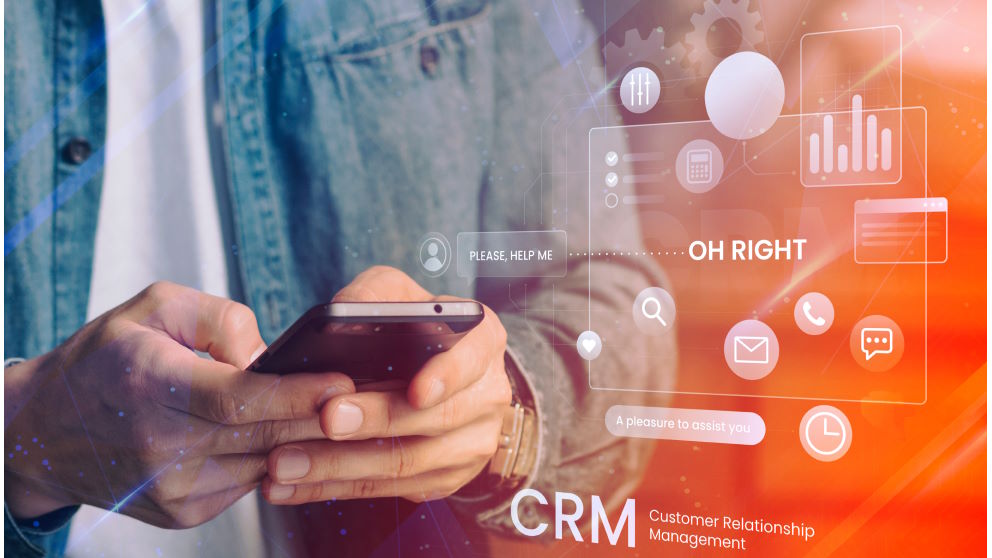 PLEASE, HELP ME
OH RIGHT
A pleasure to assist you
CRM
Customer Relationship
Management